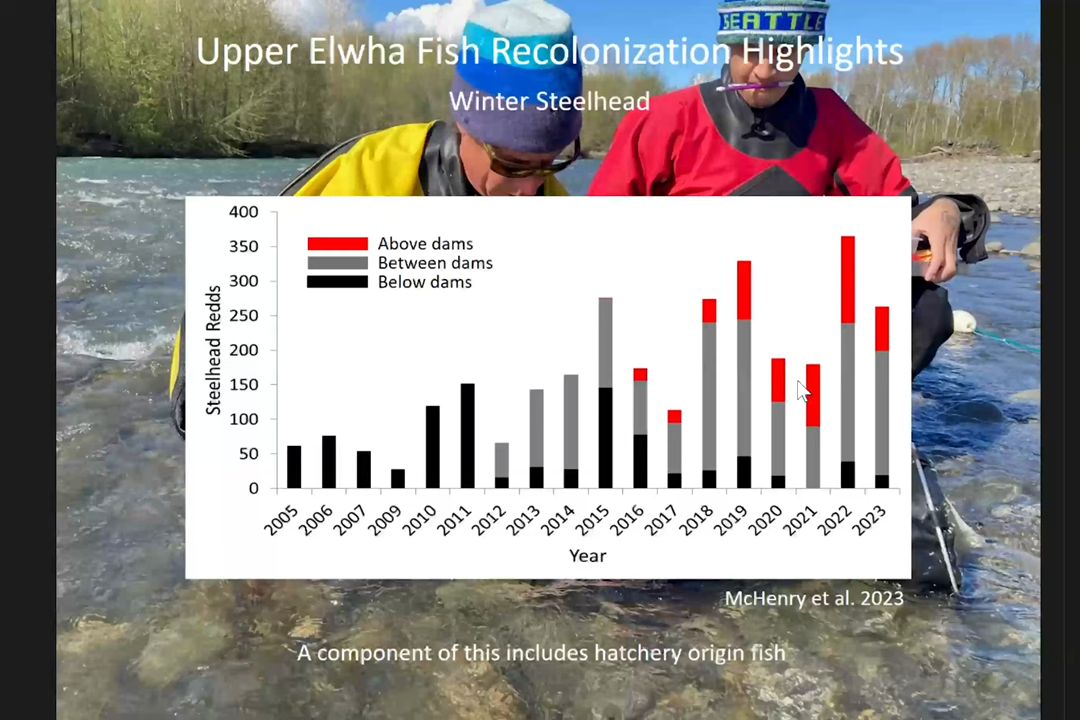 SEATTLE
Upper Elwha Fish Recolonization Highlights
Winter Steelhead
400
350
300
250
200
150
100
50
0
Steelhead Redds
Above dams
Between dams
Below dams
2005
2006
2007
2009
2010
2011
2012
2013
2014
2015
2016
2017
2018
2019
2020
2021
2022
2023
Year
McHenry et al. 2023
A component of this includes hatchery origin fish